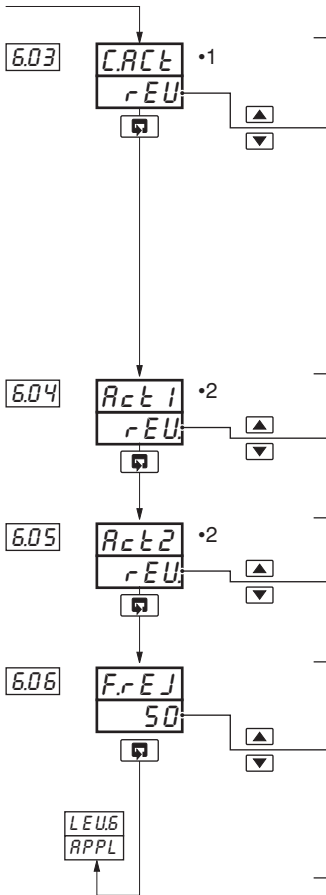 6.03
C.ACt
•1
rEU
6.04
Act1
•2
rEU.
6.05
Act2
•2
rEU.
6.06
F.rEJ
50
LEU.6
APPL